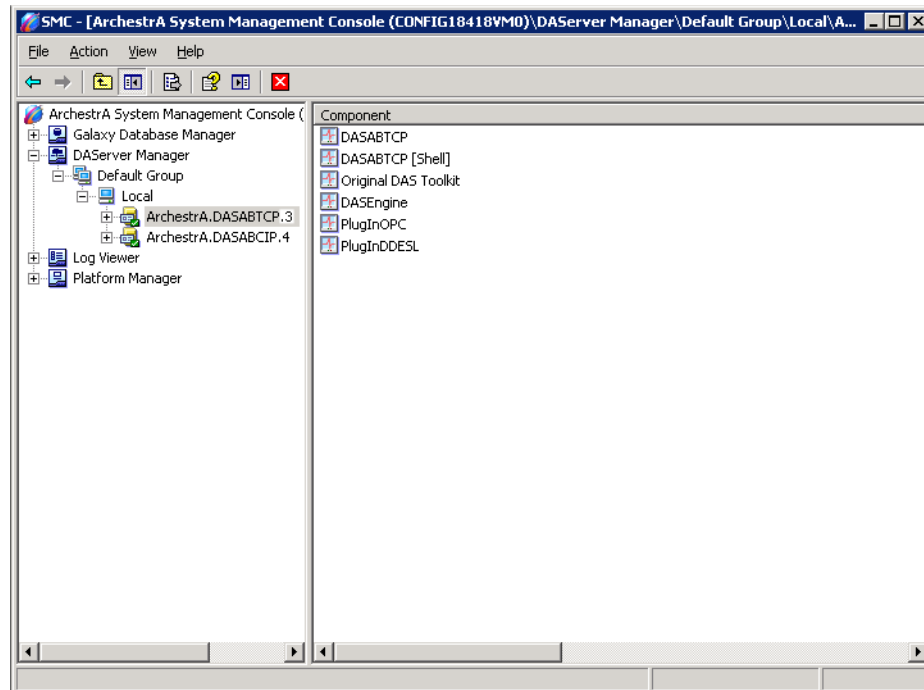 SMC - [ArchestrA System Management Console (CONFIG18418VM0)\DAServer Manager\Default Group\Local\A...
File Action View Help
ArchestrA System Management Console (
Galaxy Database Manager
DAServer Manager
Default Group
Local
ArchestrA.DASABTCP.3
ArchestrA.DASABCIP.4
Log Viewer
Platform Manager
Component
DASABTCP
DASABTCP [Shell]
Original DAS Toolkit
DASEngine
PlugInOPC
PlugInDDESL